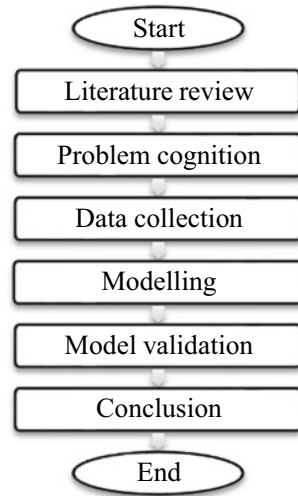 Start
Literature review
Problem cognition
Data collection
Modelling
Model validation
Conclusion
End